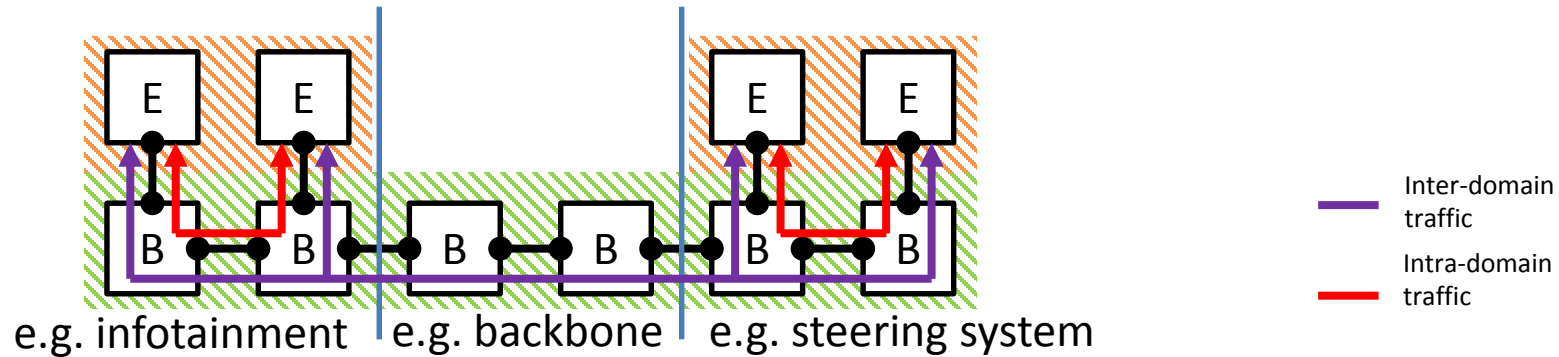 E E E E
B B B B B B
e.g. infotainment e.g. backbone e.g. steering system
Inter-domain
traffic
Intra-domain
traffic